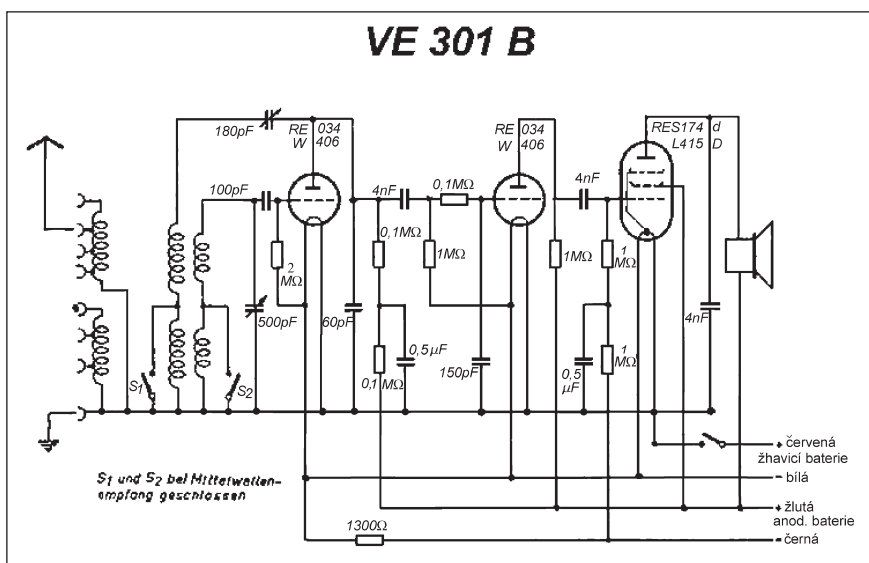 VE 301 B
180pF
RE 034
W 406
RE 034
W 406
RES174 d
L415 D
100pF
4nF
0,1MΩ
4nF
2
MΩ
0,1MΩ
1MΩ
1MΩ
1
MΩ
500pF
60pF
4nF
S1
S2
0,1MΩ
0,5µF
150pF
0,5
µF
1
MΩ
+ červená
žhavicí baterie
S1 und S2 bei Mittelwellen-
empfang geschlossen
- bílá
+ žlutá
anod. baterie
1300Ω
- černá